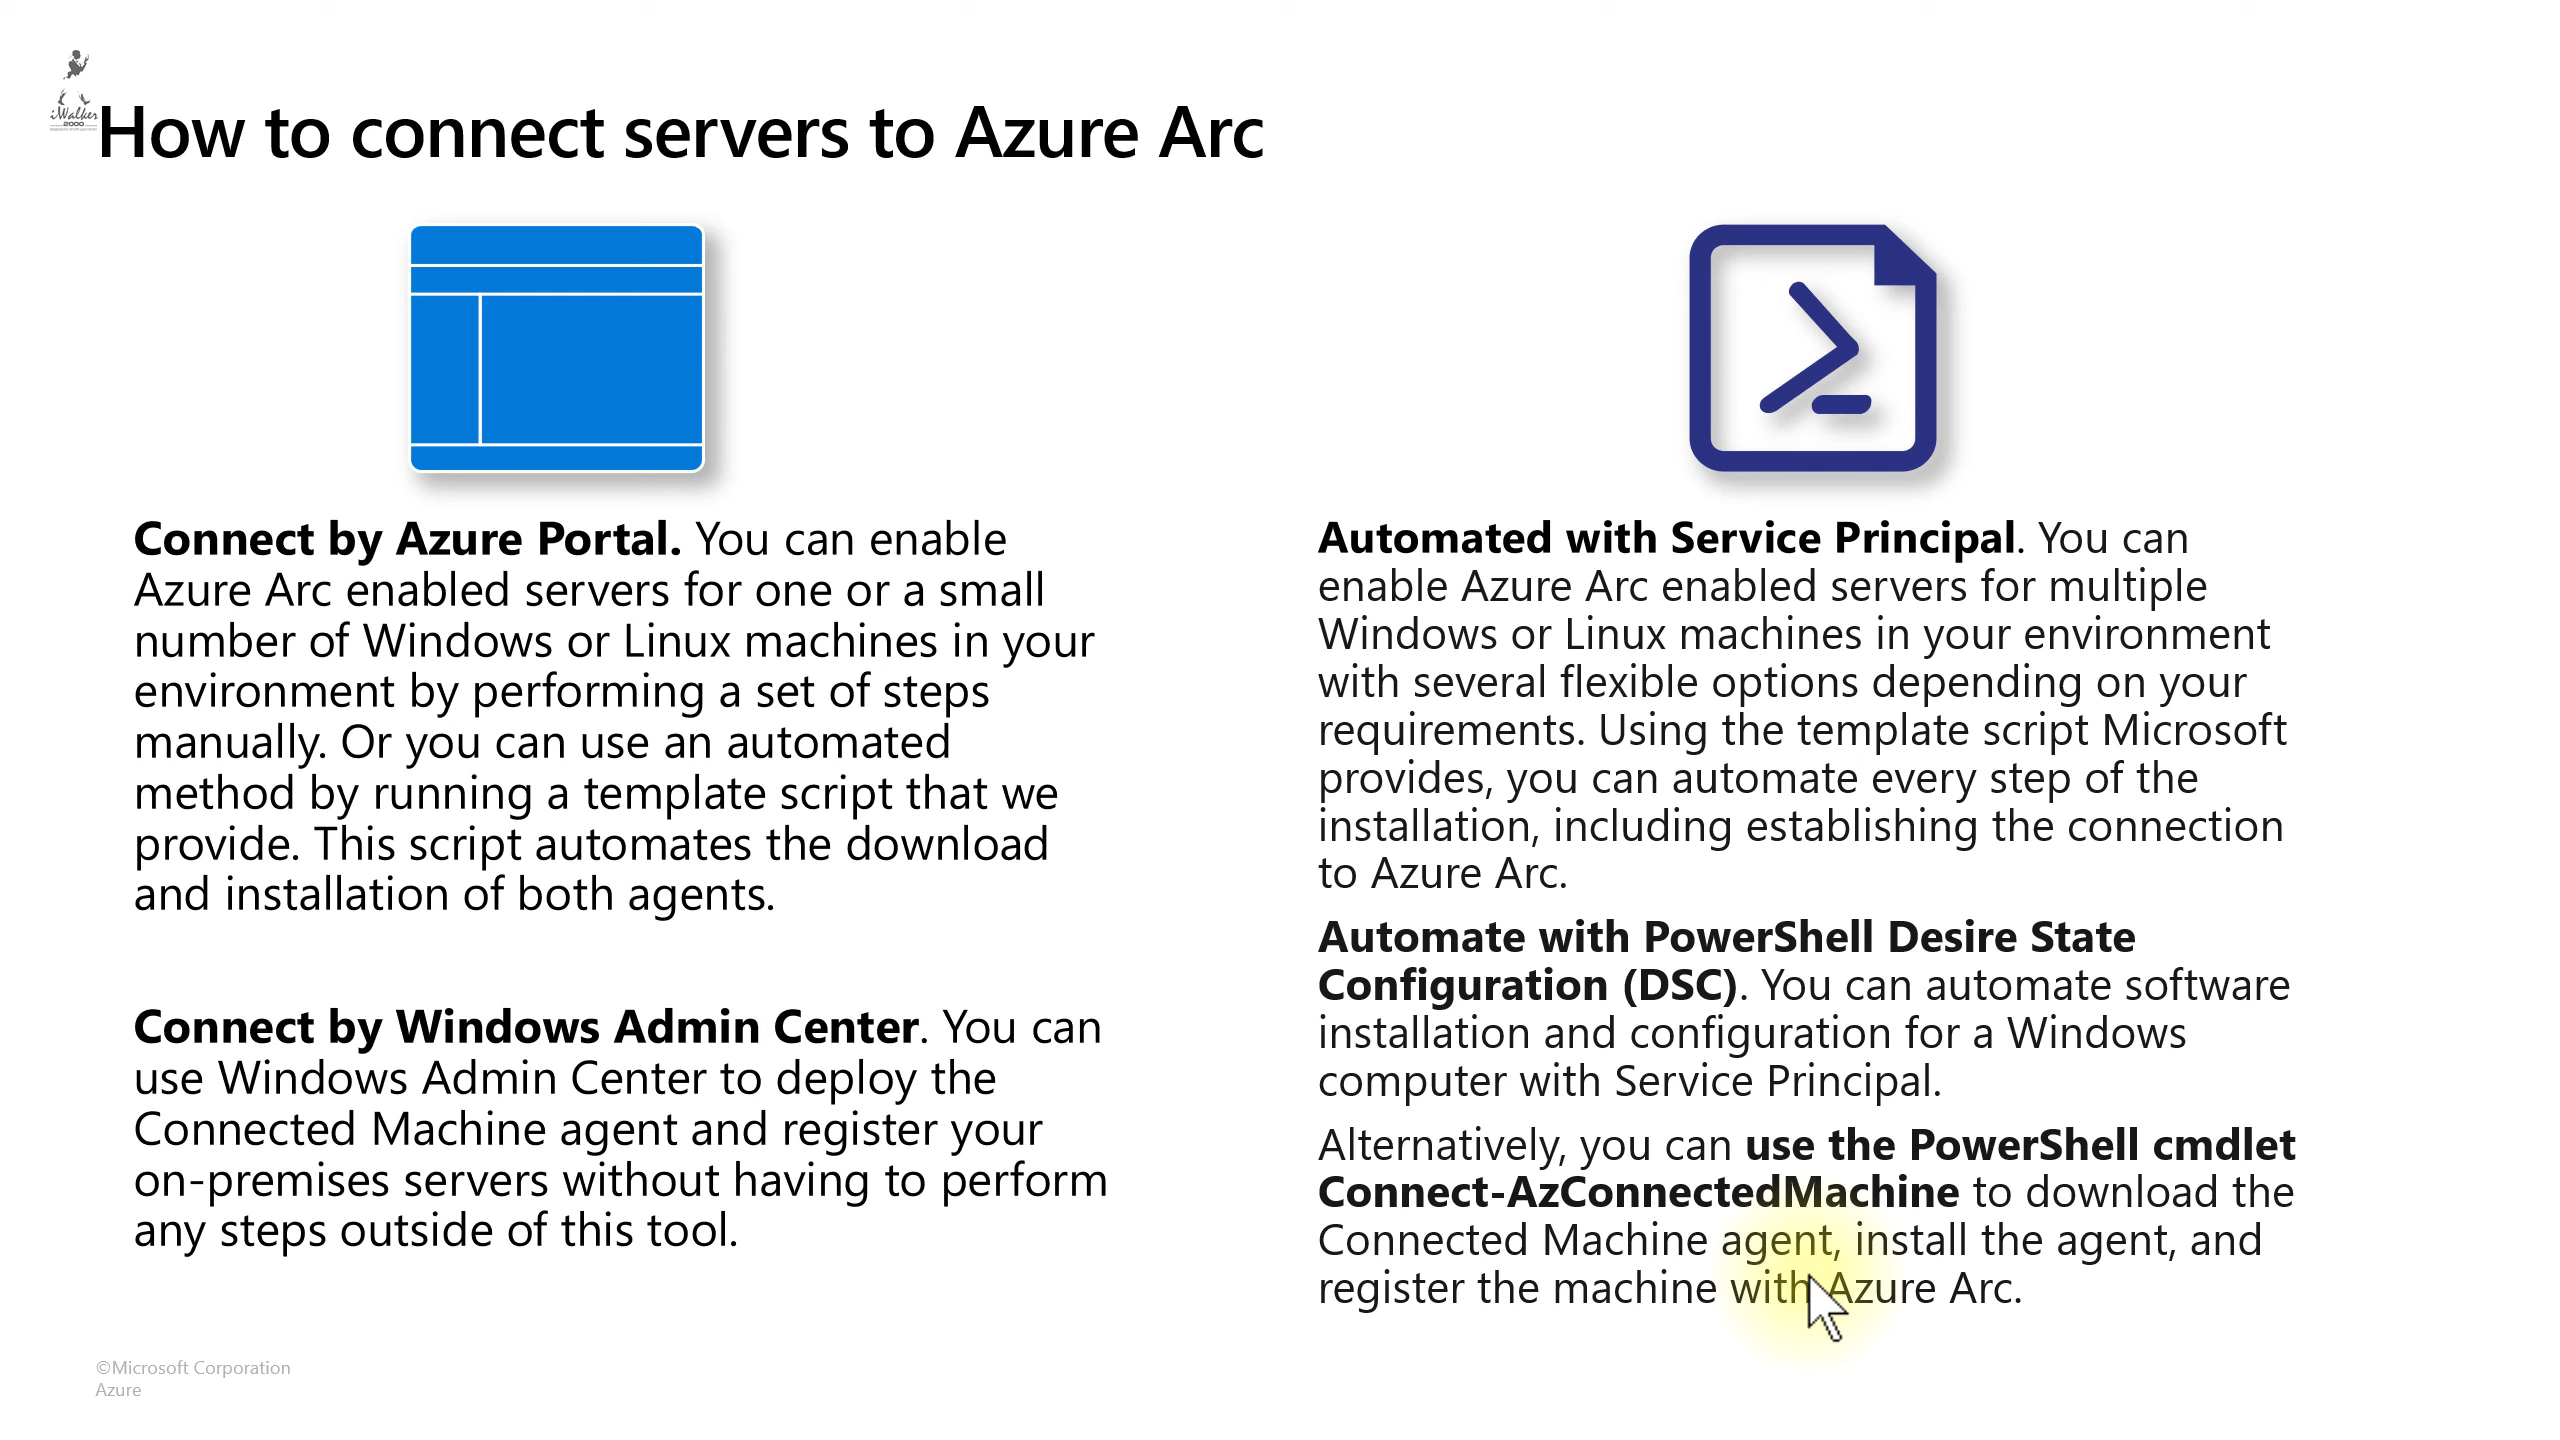 iWalker
2000
How to connect servers to Azure Arc
Connect by Azure Portal. You can enable
Azure Arc enabled servers for one or a small
number of Windows or Linux machines in your
environment by performing a set of steps
manually. Or you can use an automated
method by running a template script that we
provide. This script automates the download
and installation of both agents.
Connect by Windows Admin Center. You can
use Windows Admin Center to deploy the
Connected Machine agent and register your
on-premises servers without having to perform
any steps outside of this tool.
Automated with Service Principal. You can
enable Azure Arc enabled servers for multiple
Windows or Linux machines in your environment
with several flexible options depending on your
requirements. Using the template script Microsoft
provides, you can automate every step of the
installation, including establishing the connection
to Azure Arc.
Automate with PowerShell Desire State
Configuration (DSC). You can automate software
installation and configuration for a Windows
computer with Service Principal.
Alternatively, you can use the PowerShell cmdlet
Connect-AzConnectedMachine to download the
Connected Machine agent, install the agent, and
register the machine with Azure Arc.
©Microsoft Corporation
Azure